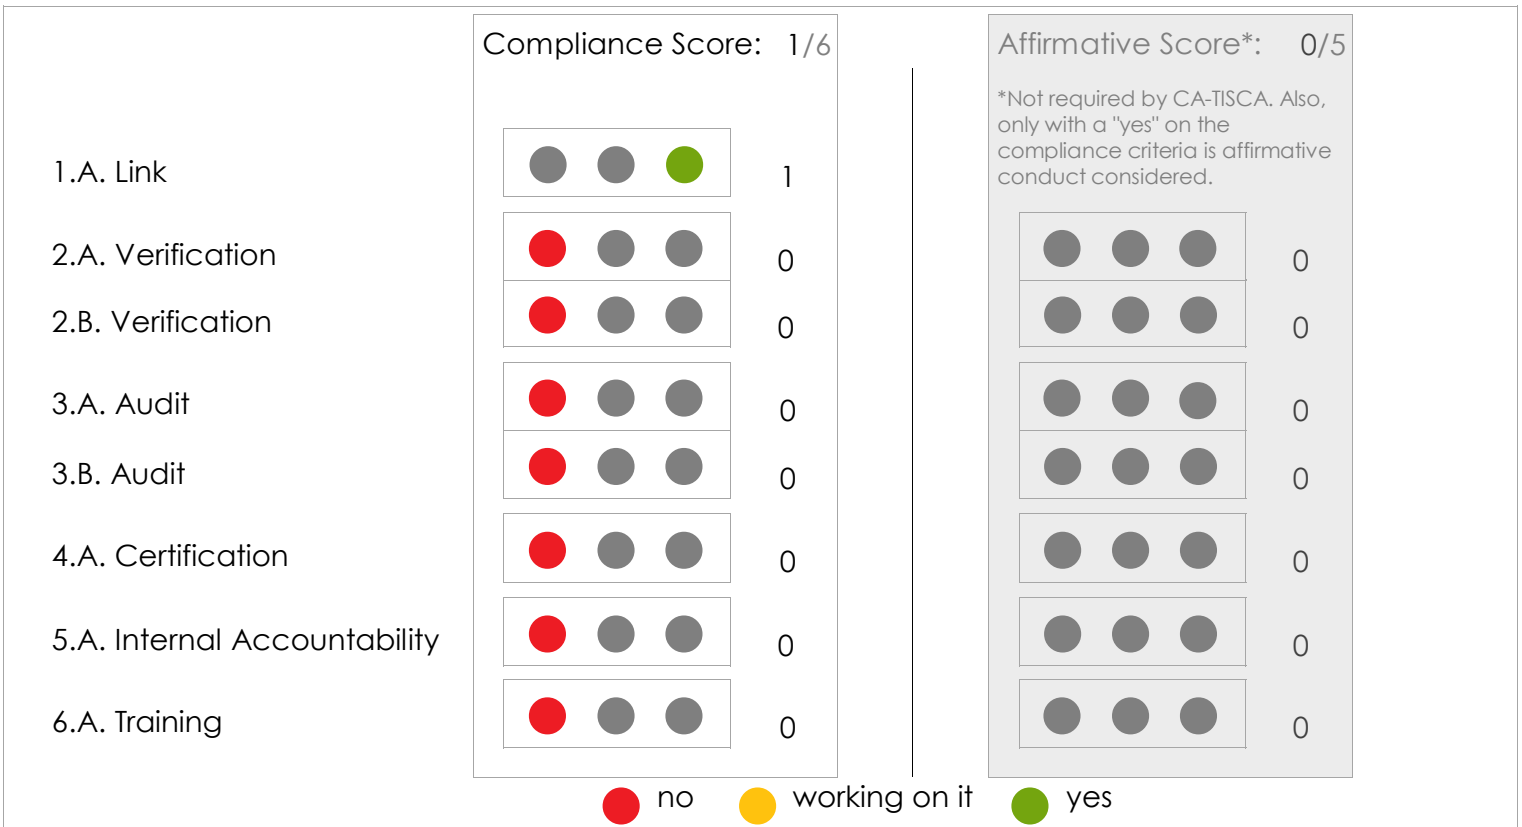 Compliance Score: 1/6
Affirmative Score*: 0/5
*Not required by CA-TISCA. Also,
only with a "yes" on the
compliance criteria is affirmative
conduct considered.
1.A. Link 1
2.A. Verification 0 0
2.B. Verification 0 0
3.A. Audit 0 0
3.B. Audit 0 0
4.A. Certification 0 0
5.A. Internal Accountability 0 0
6.A. Training 0 0
no working on it yes